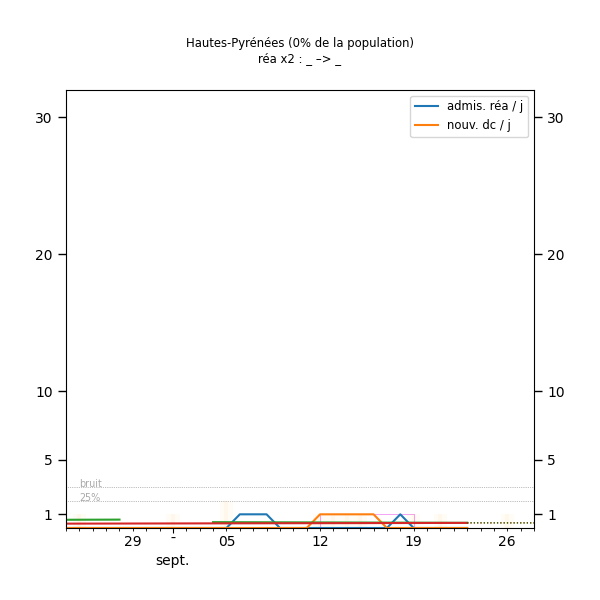 Hautes-Pyrénées (0% de la population)
réa x2 : _ –> _
admis. réa / j
nouv. dc / j
30 30
20 20
10 10
5 5
bruit
25%
1 1
29 - 05 12 19 26
sept.